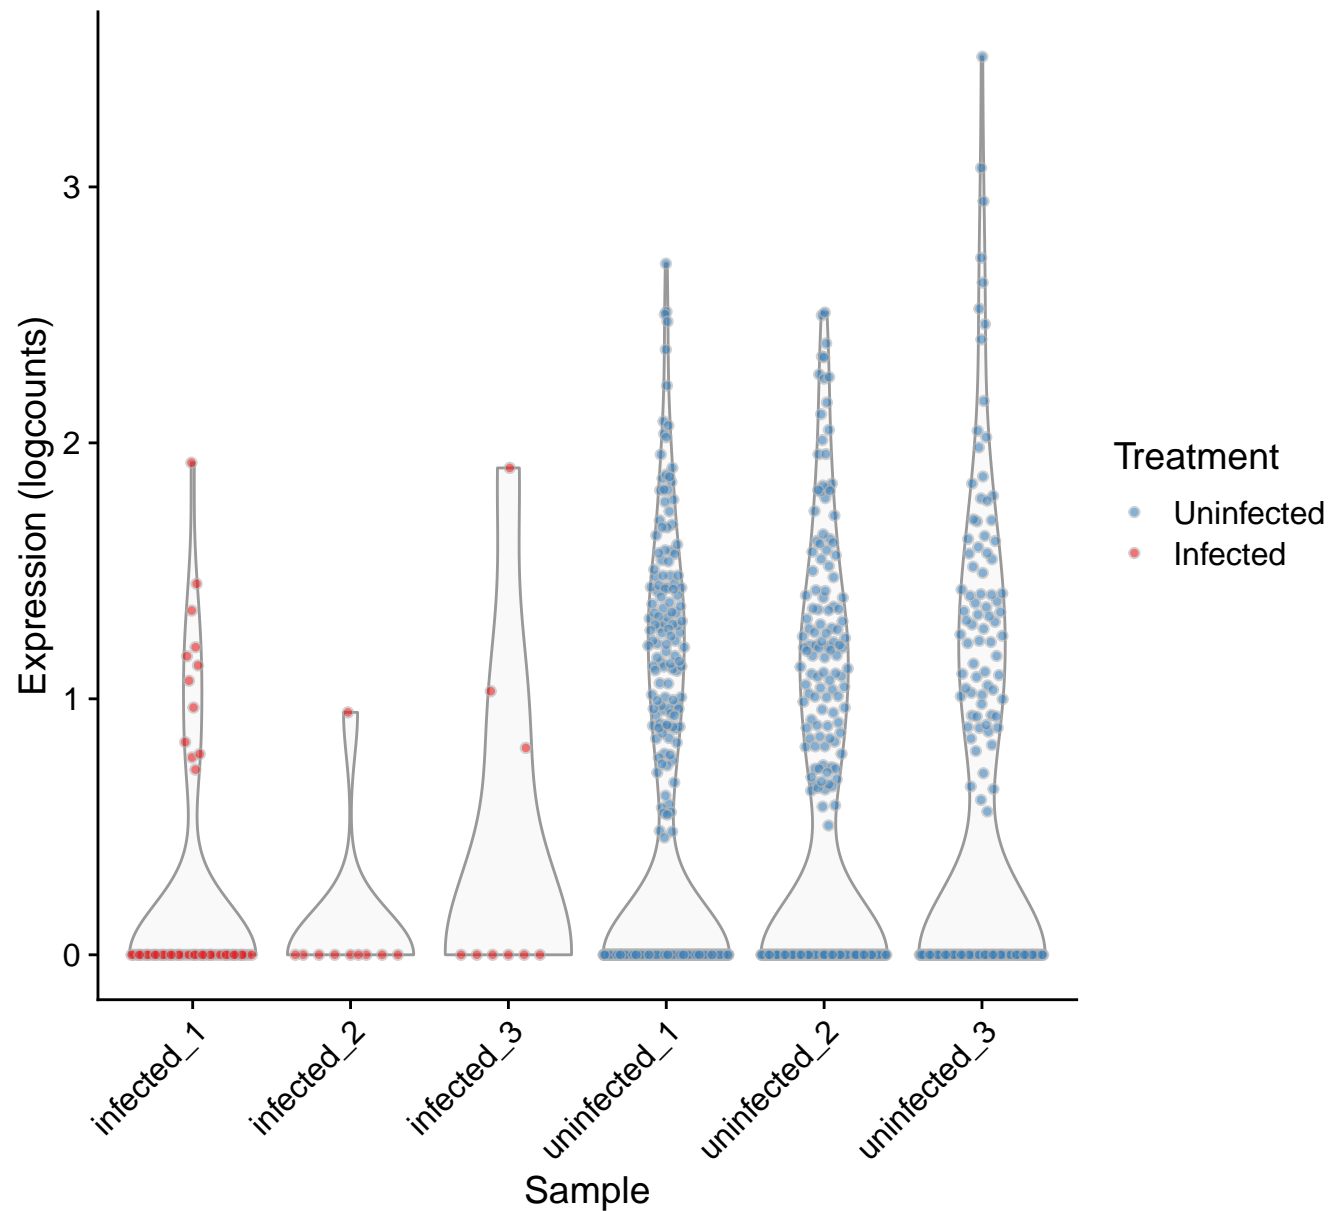 3
2
1
0
Expression (logcounts)
infected_1
infected_2
infected_3
uninfected_1
uninfected_2
uninfected_3
Sample
Treatment
Uninfected
Infected